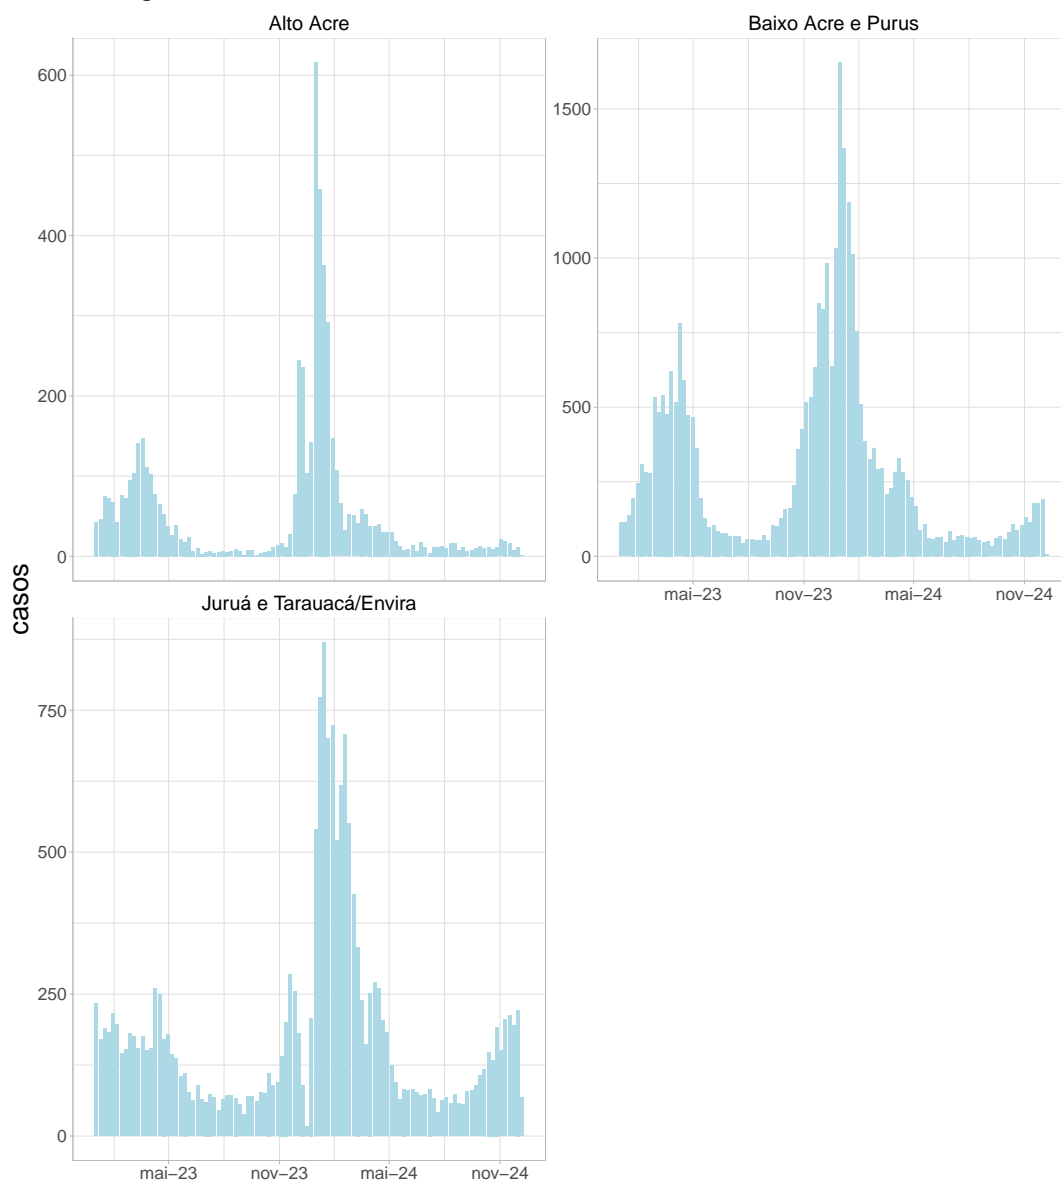 Alto Acre
Baixo Acre e Purus
600
400
200
0
1500
1000
500
0
mai−23
nov−23
mai−24
nov−24
casos
Juruá e Tarauacá/Envira
750
500
250
0
mai−23
nov−23
mai−24
nov−24